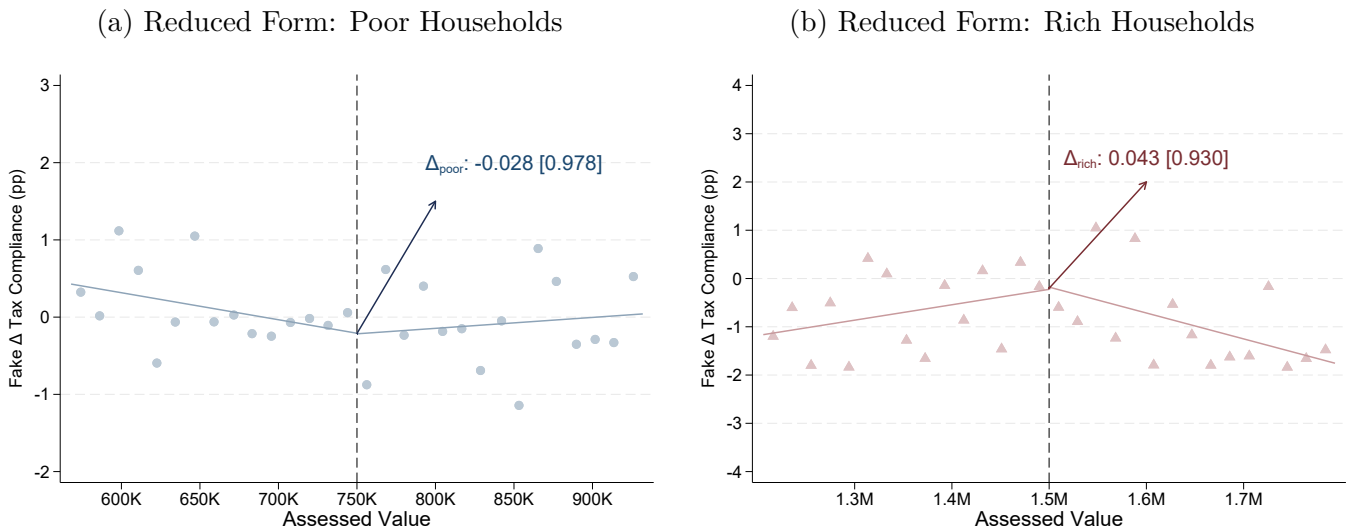 (a) Reduced Form: Poor Households
3
2
1
0
-1
-2
Fake Δ Tax Compliance (pp)
Δpoor: -0.028 [0.978]
600K 650K 700K 750K 800K 850K 900K
Assessed Value
(b) Reduced Form: Rich Households
4
3
2
1
0
-1
-2
-3
-4
Fake Δ Tax Compliance (pp)
Δrich: 0.043 [0.930]
1.3M 1.4M 1.5M 1.6M 1.7M
Assessed Value